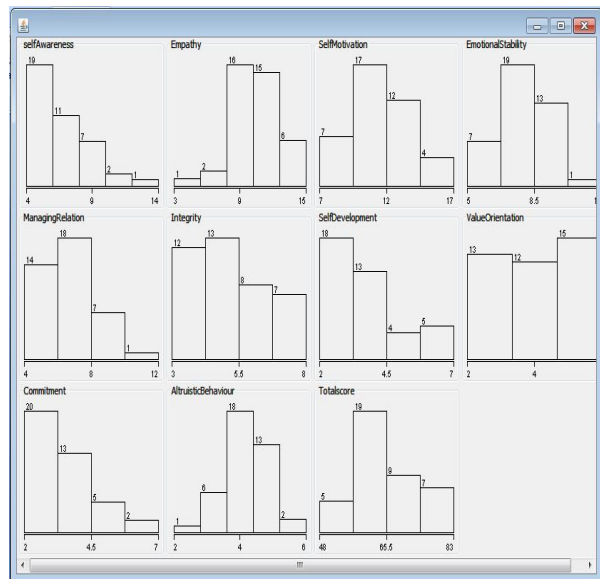 selfAwareness
19
11
7
2
1
4 9 14
Empathy
16
15
6
1
2
3 9 15
SelfMotivation
7
17
12
4
7 12 17
EmotionalStability
7
19
13
1
5 8.5 1
ManagingRelation
14
18
7
1
4 8 12
Integrity
12
13
8
7
3 5.5 8
SelfDevelopment
18
13
4
5
2 4.5 7
ValueOrientation
13
12
15
2 4
Commitment
20
13
5
2
2 4.5 7
AltruisticBehaviour
1
6
18
13
2
2 4 6
Totalscore
5
19
9
7
48 65.5 83